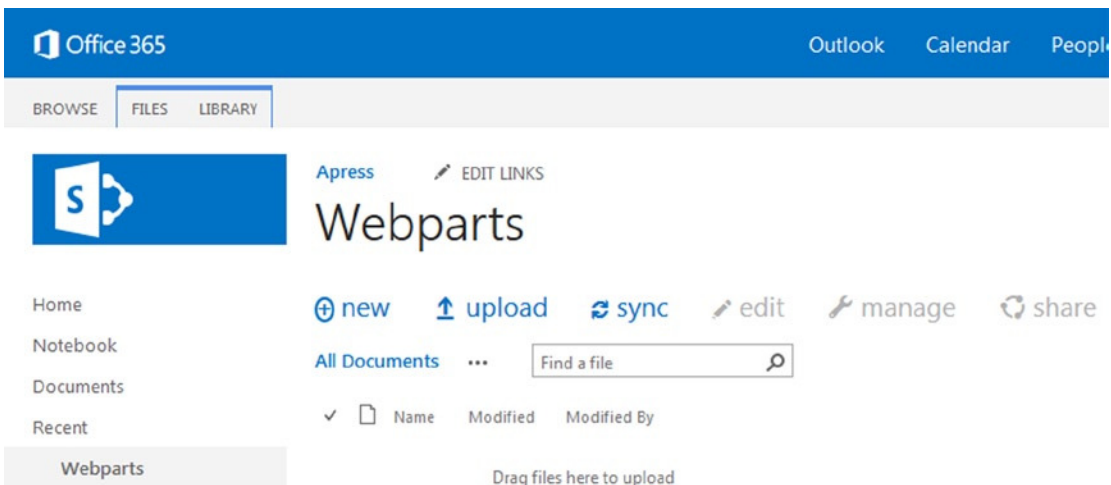 Office 365 Outlook Calendar People
BROWSE FILES LIBRARY
S
Apress EDIT LINKS
Webparts
Home
Notebook
Documents
Recent
Webparts
new upload sync edit manage share
All Documents ... Find a file
Name Modified Modified By
Drag files here to upload